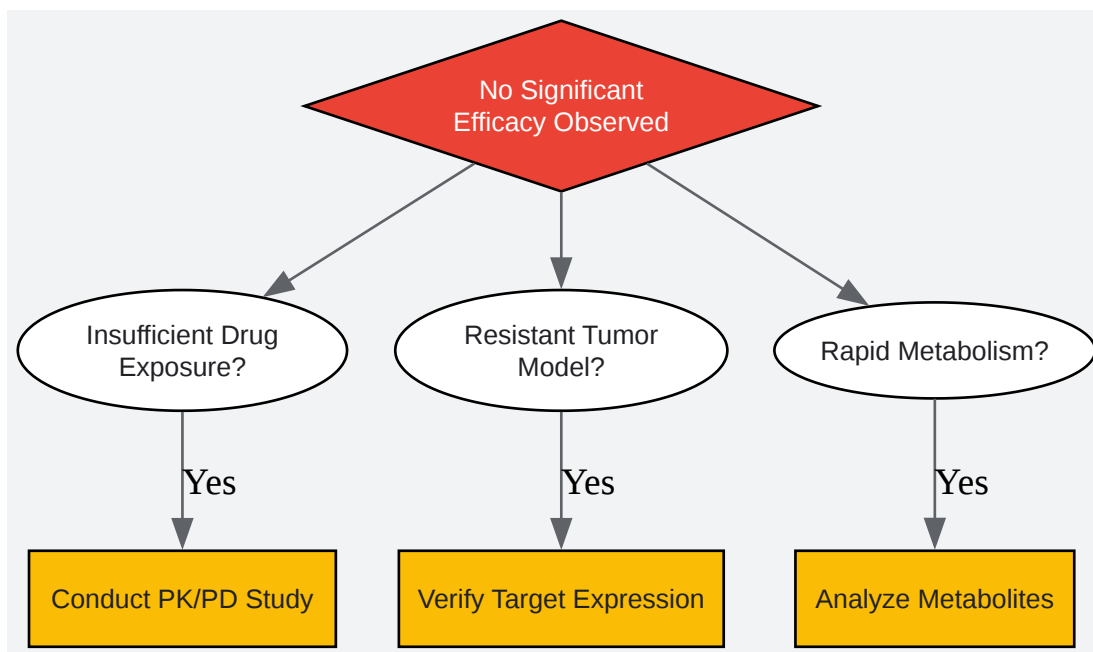 No Significant
Efficacy Observed
Insufficient Drug
Exposure?
Resistant Tumor
Model?
Rapid Metabolism?
Yes
Yes
Yes
Conduct PK/PD Study
Verify Target Expression
Analyze Metabolites